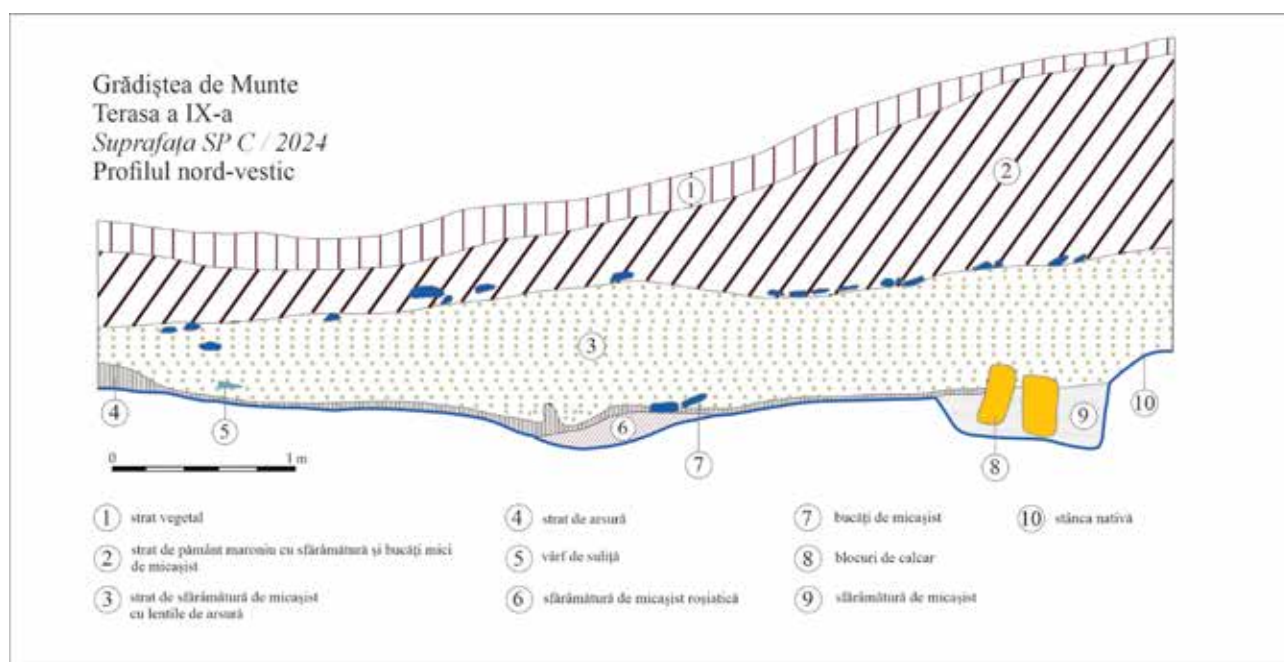 Grădiștea de Munte
Terasa a IX-a
Suprafața SP C / 2024
Profilul nord-vestic
1
2
3
4
5
6
7
8
9
10
0 1 m
1 strat vegetal
2 strat de pământ maroniu cu sfărâmătură și bucăți mici
de micașist
3 strat de sfărâmătură de micașist
cu lentile de arsură
4 strat de arsură
5 vârf de suliță
6 sfărâmătură de micașist roșiatică
7 bucăți de micașist
8 blocuri de calcar
9 sfărâmătură de micașist
10 stânca nativă